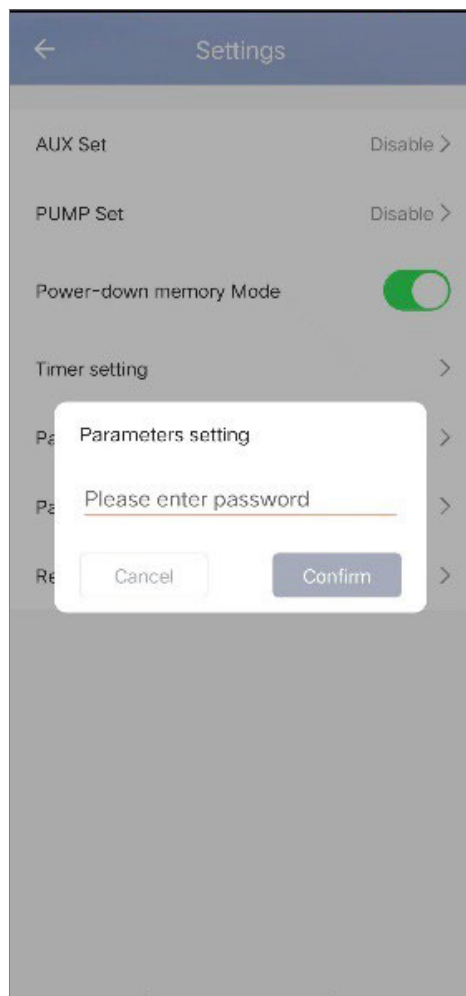 Settings
AUX Set Disable
PUMP Set Disable
Power-down memory Mode
Timer setting
Parameters setting
Please enter password
Cancel Confirm